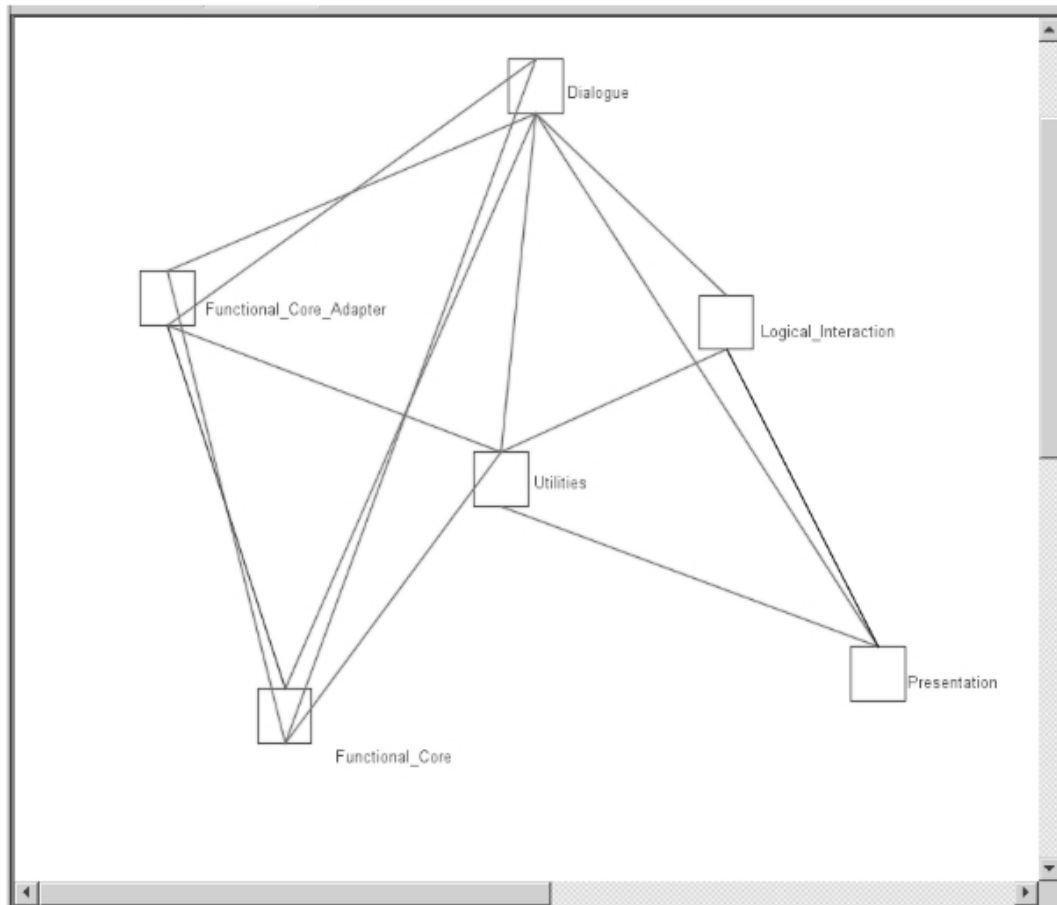 Dialogue
Functional_Core_Adapter
Logical_Interaction
Utilities
Presentation
Functional_Core